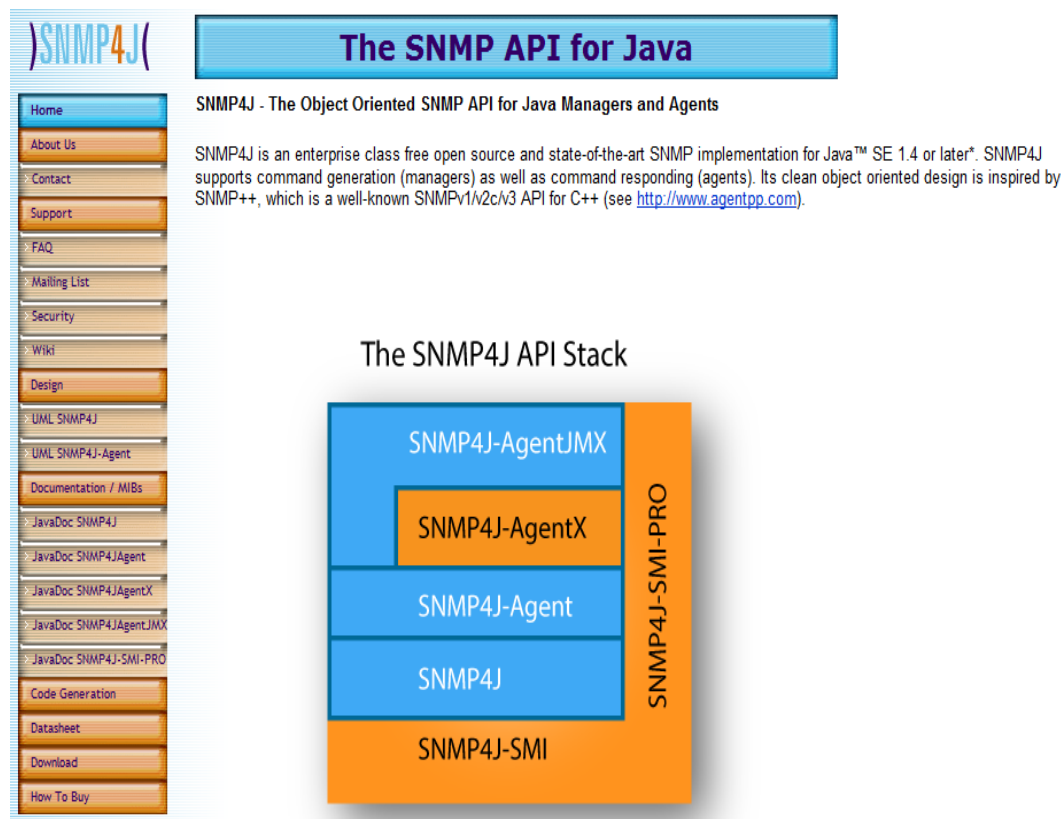 )SNMP4J(
The SNMP API for Java
Home
About Us
Contact
Support
FAQ
Mailing List
Security
Wiki
Design
UML SNMP4J
UML SNMP4J-Agent
Documentation / MIBs
JavaDoc SNMP4J
JavaDoc SNMP4JAgent
JavaDoc SNMP4JAgentX
JavaDoc SNMP4JAgentJMX
JavaDoc SNMP4J-SMI-PRO
Code Generation
Datasheet
Download
How To Buy
SNMP4J - The Object Oriented SNMP API for Java Managers and Agents
SNMP4J is an enterprise class free open source and state-of-the-art SNMP implementation for Java™ SE 1.4 or later*. SNMP4J
supports command generation (managers) as well as command responding (agents). Its clean object oriented design is inspired by
SNMP++, which is a well-known SNMPv1/v2c/v3 API for C++ (see http://www.agentpp.com).
The SNMP4J API Stack
SNMP4J-AgentJMX
SNMP4J-AgentX
SNMP4J-Agent
SNMP4J
SNMP4J-SMI
SNMP4J-SMI-PRO